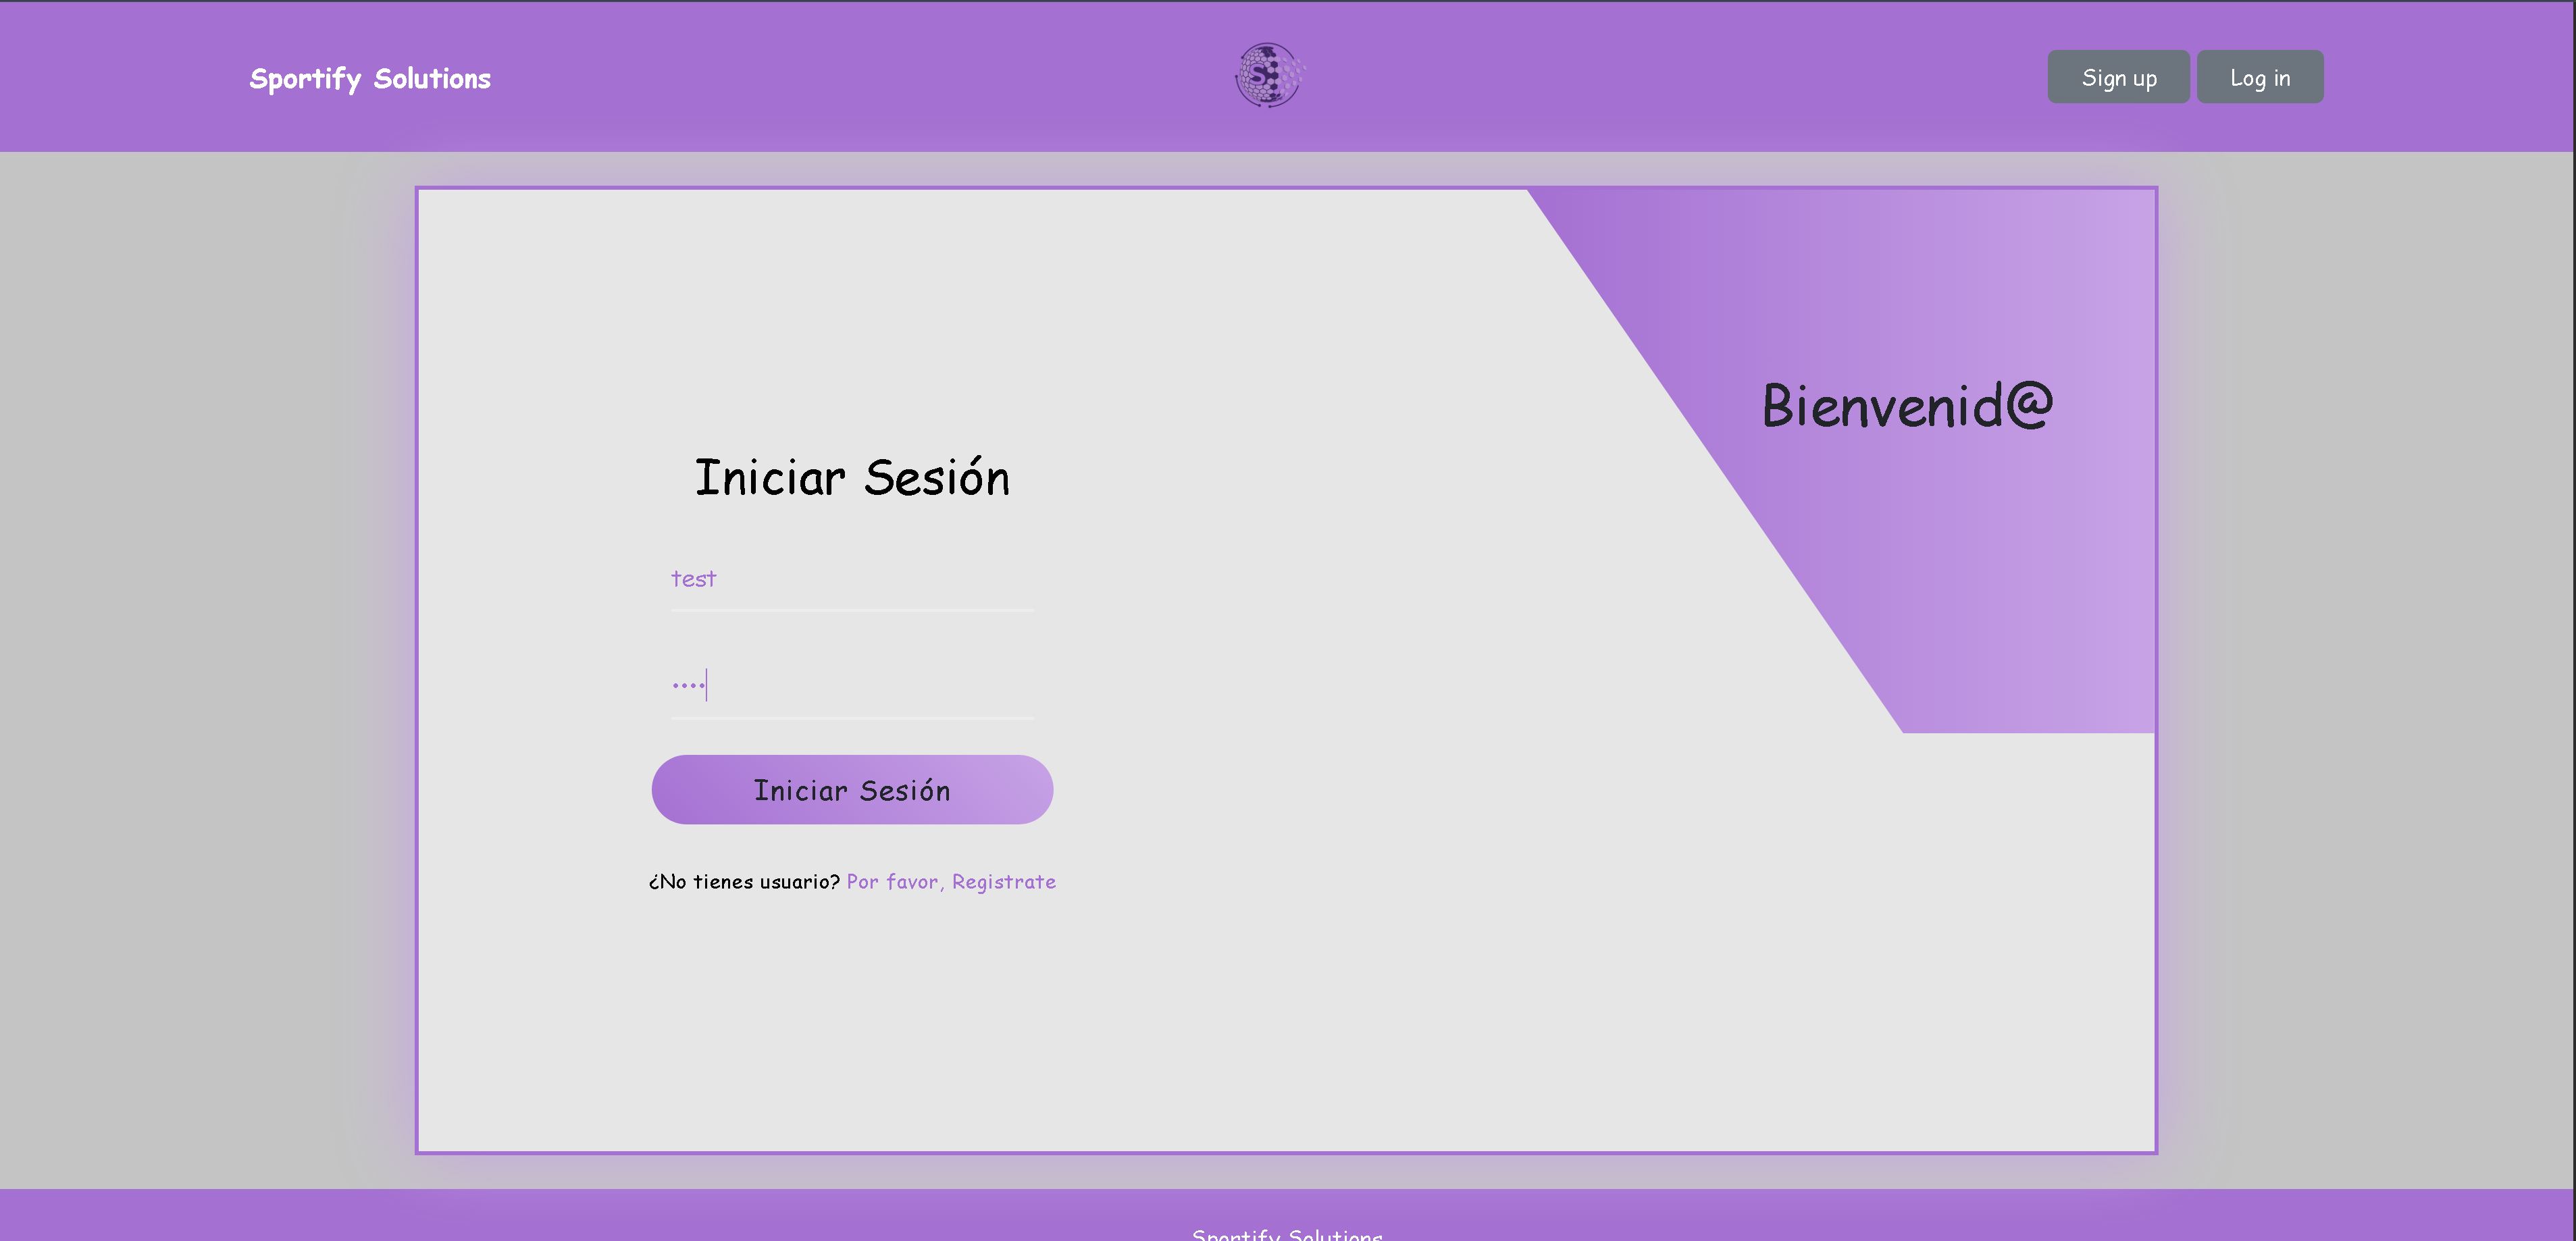 Sportify Solutions
S
Sign up
Log in
Bienvenid@
Iniciar Sesión
test
••••
Iniciar Sesión
¿No tienes usuario? Por favor, Registrate
Sportify Solutions